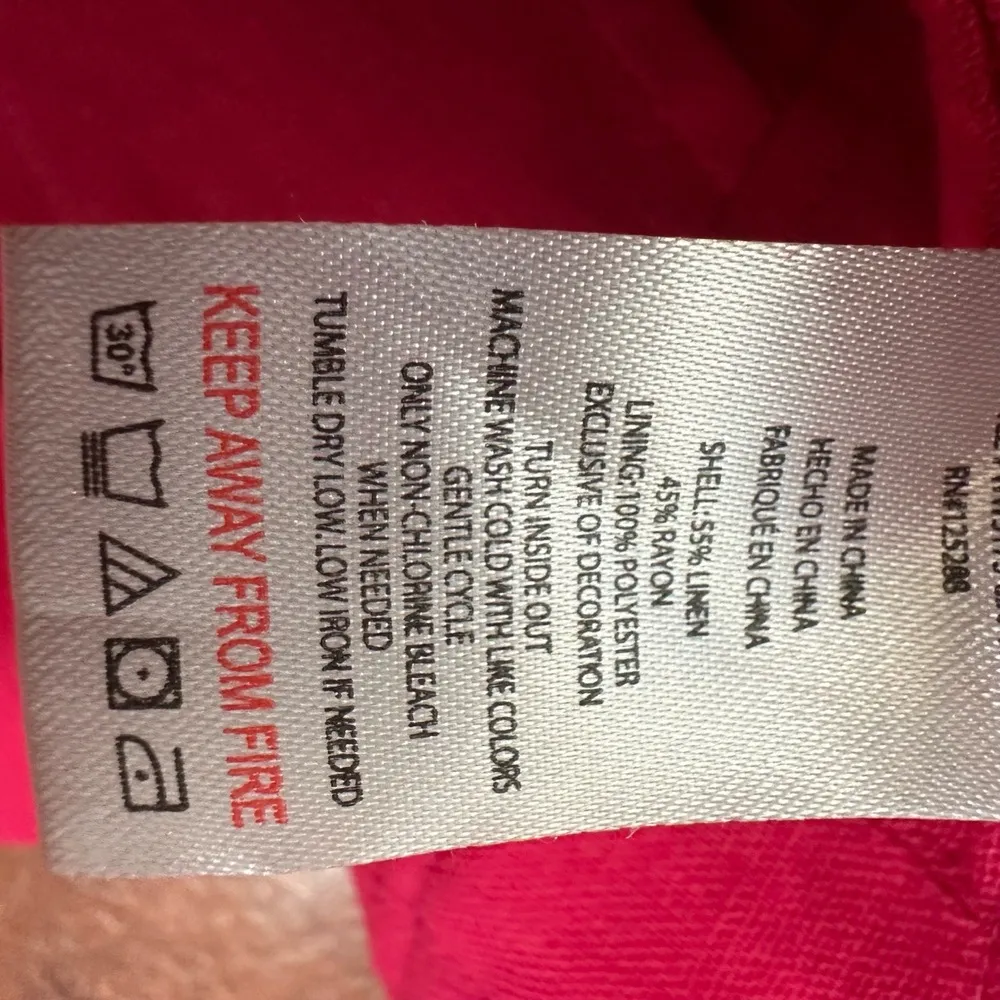 RN#125288
MADE IN CHINA
HECHO EN CHINA
FABRIQUE EN CHINA
SHELL:55% LINEN
45% RAYON
LINING:100% POLYESTER
EXCLUSIVE OF DECORATION
TURN INSIDE OUT
MACHINE WASH COLD WITH LIKE COLORS
GENTLE CYCLE
ONLY NON-CHLORINE BLEACH
WHEN NEEDED
TUMBLE DRY LOW.LOW IRON IF NEEDED
KEEP AWAY FROM FIRE
30°